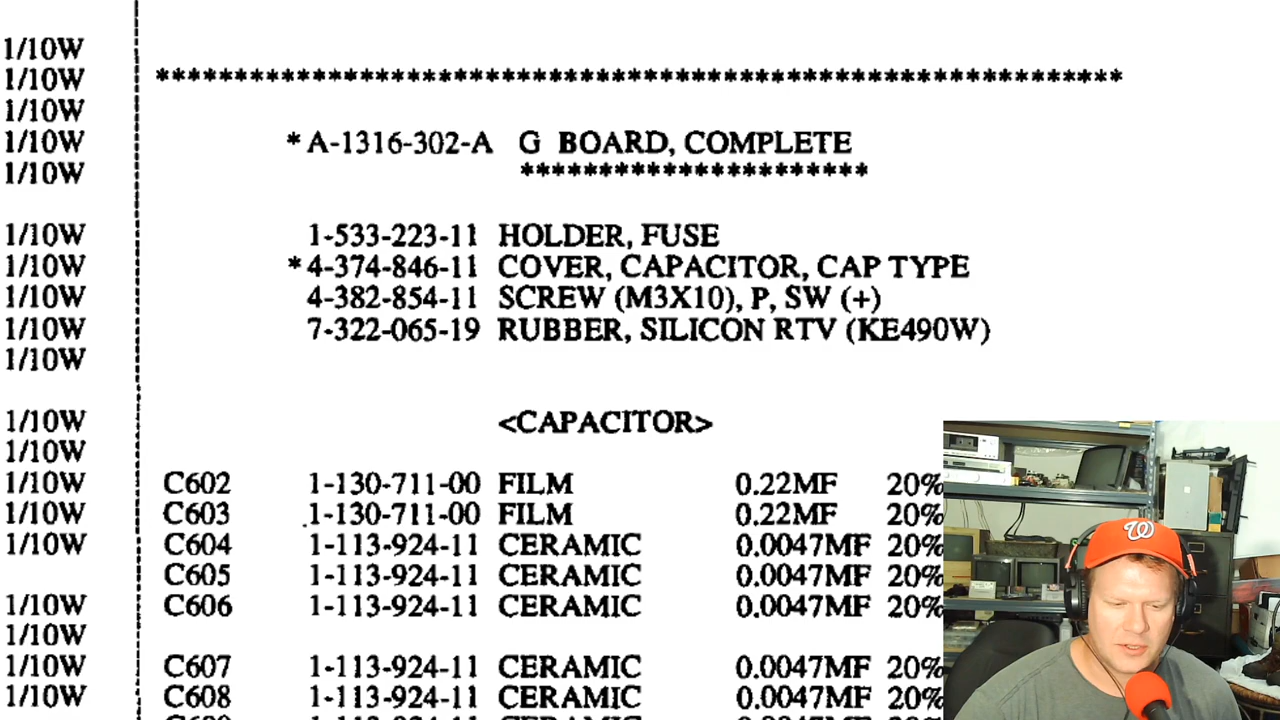 1/10W
1/10W
************************************************************
1/10W
1/10W *A-1316-302-A G BOARD, COMPLETE
1/10W **********************
1/10W 1-533-223-11 HOLDER, FUSE
1/10W *4-374-846-11 COVER, CAPACITOR, CAP TYPE
1/10W 4-382-854-11 SCREW (M3X10), P, SW (+)
1/10W 7-322-065-19 RUBBER, SILICON RTV (KE490W)
1/10W
1/10W <CAPACITOR>
1/10W
1/10W C602 1-130-711-00 FILM 0.22MF 20%
1/10W C603 1-130-711-00 FILM 0.22MF 20%
1/10W C604 1-113-924-11 CERAMIC 0.0047MF 20%
C605 1-113-924-11 CERAMIC 0.0047MF 20%
1/10W C606 1-113-924-11 CERAMIC 0.0047MF 20%
1/10W
1/10W C607 1-113-924-11 CERAMIC 0.0047MF 20%
1/10W C608 1-113-924-11 CERAMIC 0.0047MF 20%
W